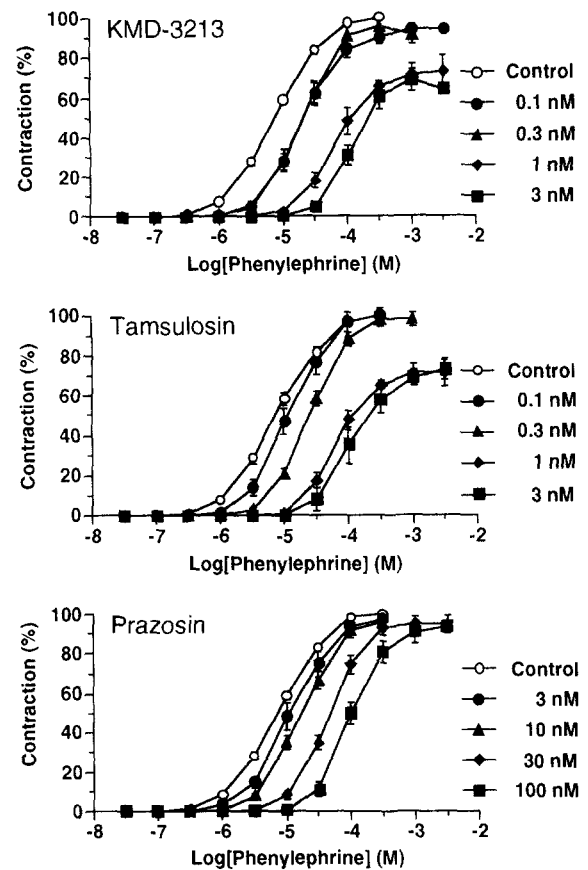 KMD-3213
Contraction (%)
100
80
60
40
20
0
-8 -7 -6 -5 -4 -3 -2
Log[Phenylephrine] (M)
Control
0.1 nM
0.3 nM
1 nM
3 nM
Tamsulosin
Contraction (%)
100
80
60
40
20
0
-8 -7 -6 -5 -4 -3 -2
Log[Phenylephrine] (M)
Control
0.1 nM
0.3 nM
1 nM
3 nM
Prazosin
Contraction (%)
100
80
60
40
20
0
-8 -7 -6 -5 -4 -3 -2
Log[Phenylephrine] (M)
Control
3 nM
10 nM
30 nM
100 nM